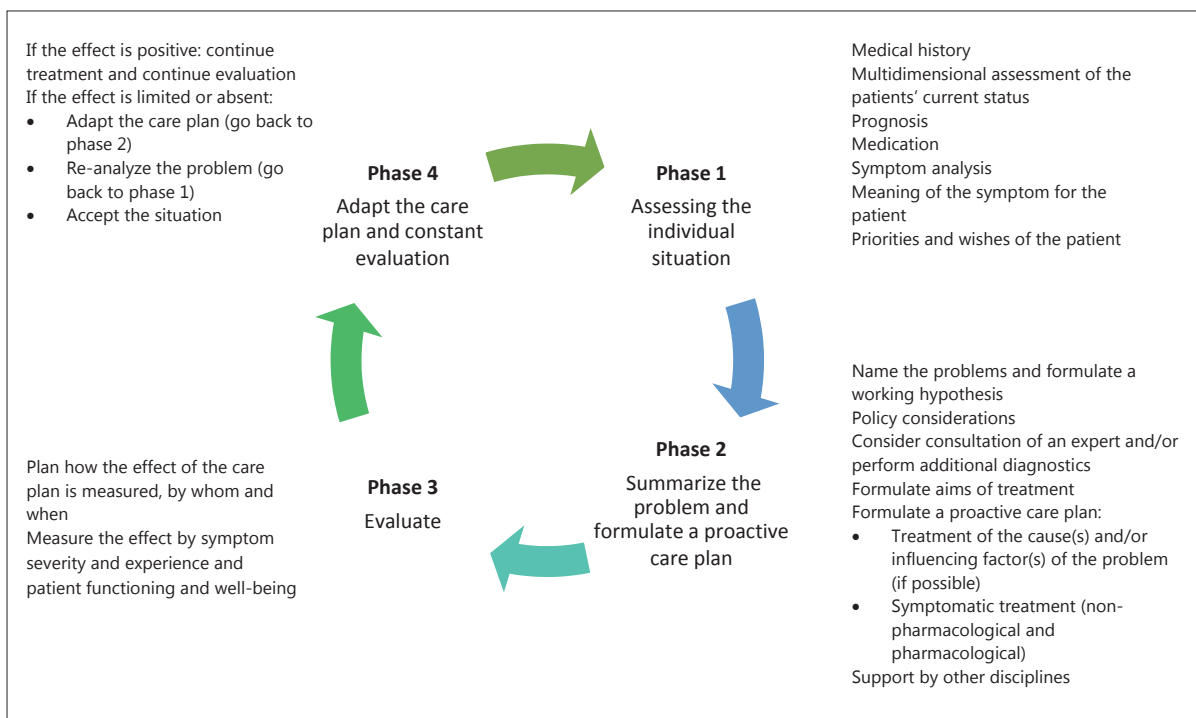 If the effect is positive: continue
treatment and continue evaluation
If the effect is limited or absent:
• Adapt the care plan (go back to
phase 2)
• Re-analyze the problem (go
back to phase 1)
• Accept the situation
Phase 4
Adapt the care
plan and constant
evaluation
Phase 1
Assessing the
individual
situation
Medical history
Multidimensional assessment of the
patients’ current status
Prognosis
Medication
Symptom analysis
Meaning of the symptom for the
patient
Priorities and wishes of the patient
Plan how the effect of the care
plan is measured, by whom and
when
Measure the effect by symptom
severity and experience and
patient functioning and well-being
Phase 3
Evaluate
Phase 2
Summarize the
problem and
formulate a proactive
care plan
Name the problems and formulate a
working hypothesis
Policy considerations
Consider consultation of an expert and/or
perform additional diagnostics
Formulate aims of treatment
Formulate a proactive care plan:
• Treatment of the cause(s) and/or
influencing factor(s) of the problem
(if possible)
• Symptomatic treatment (non-
pharmacological and
pharmacological)
Support by other disciplines